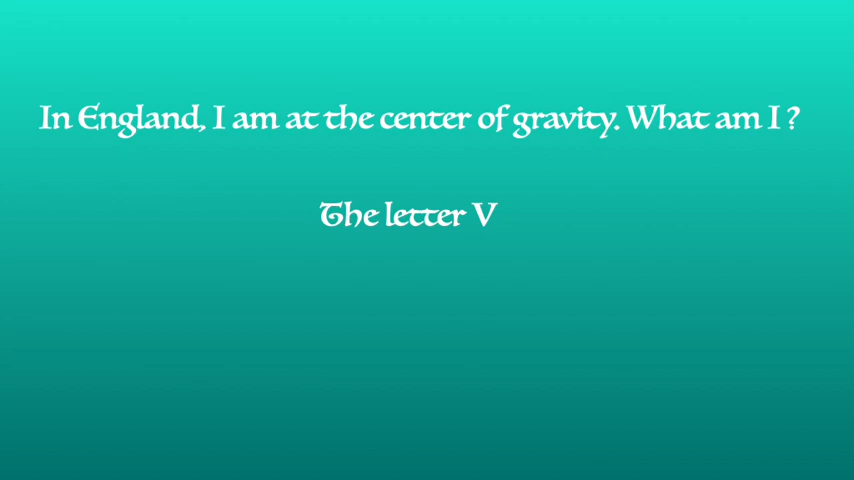 In England, I am at the center of gravity. What am I ?
The letter V